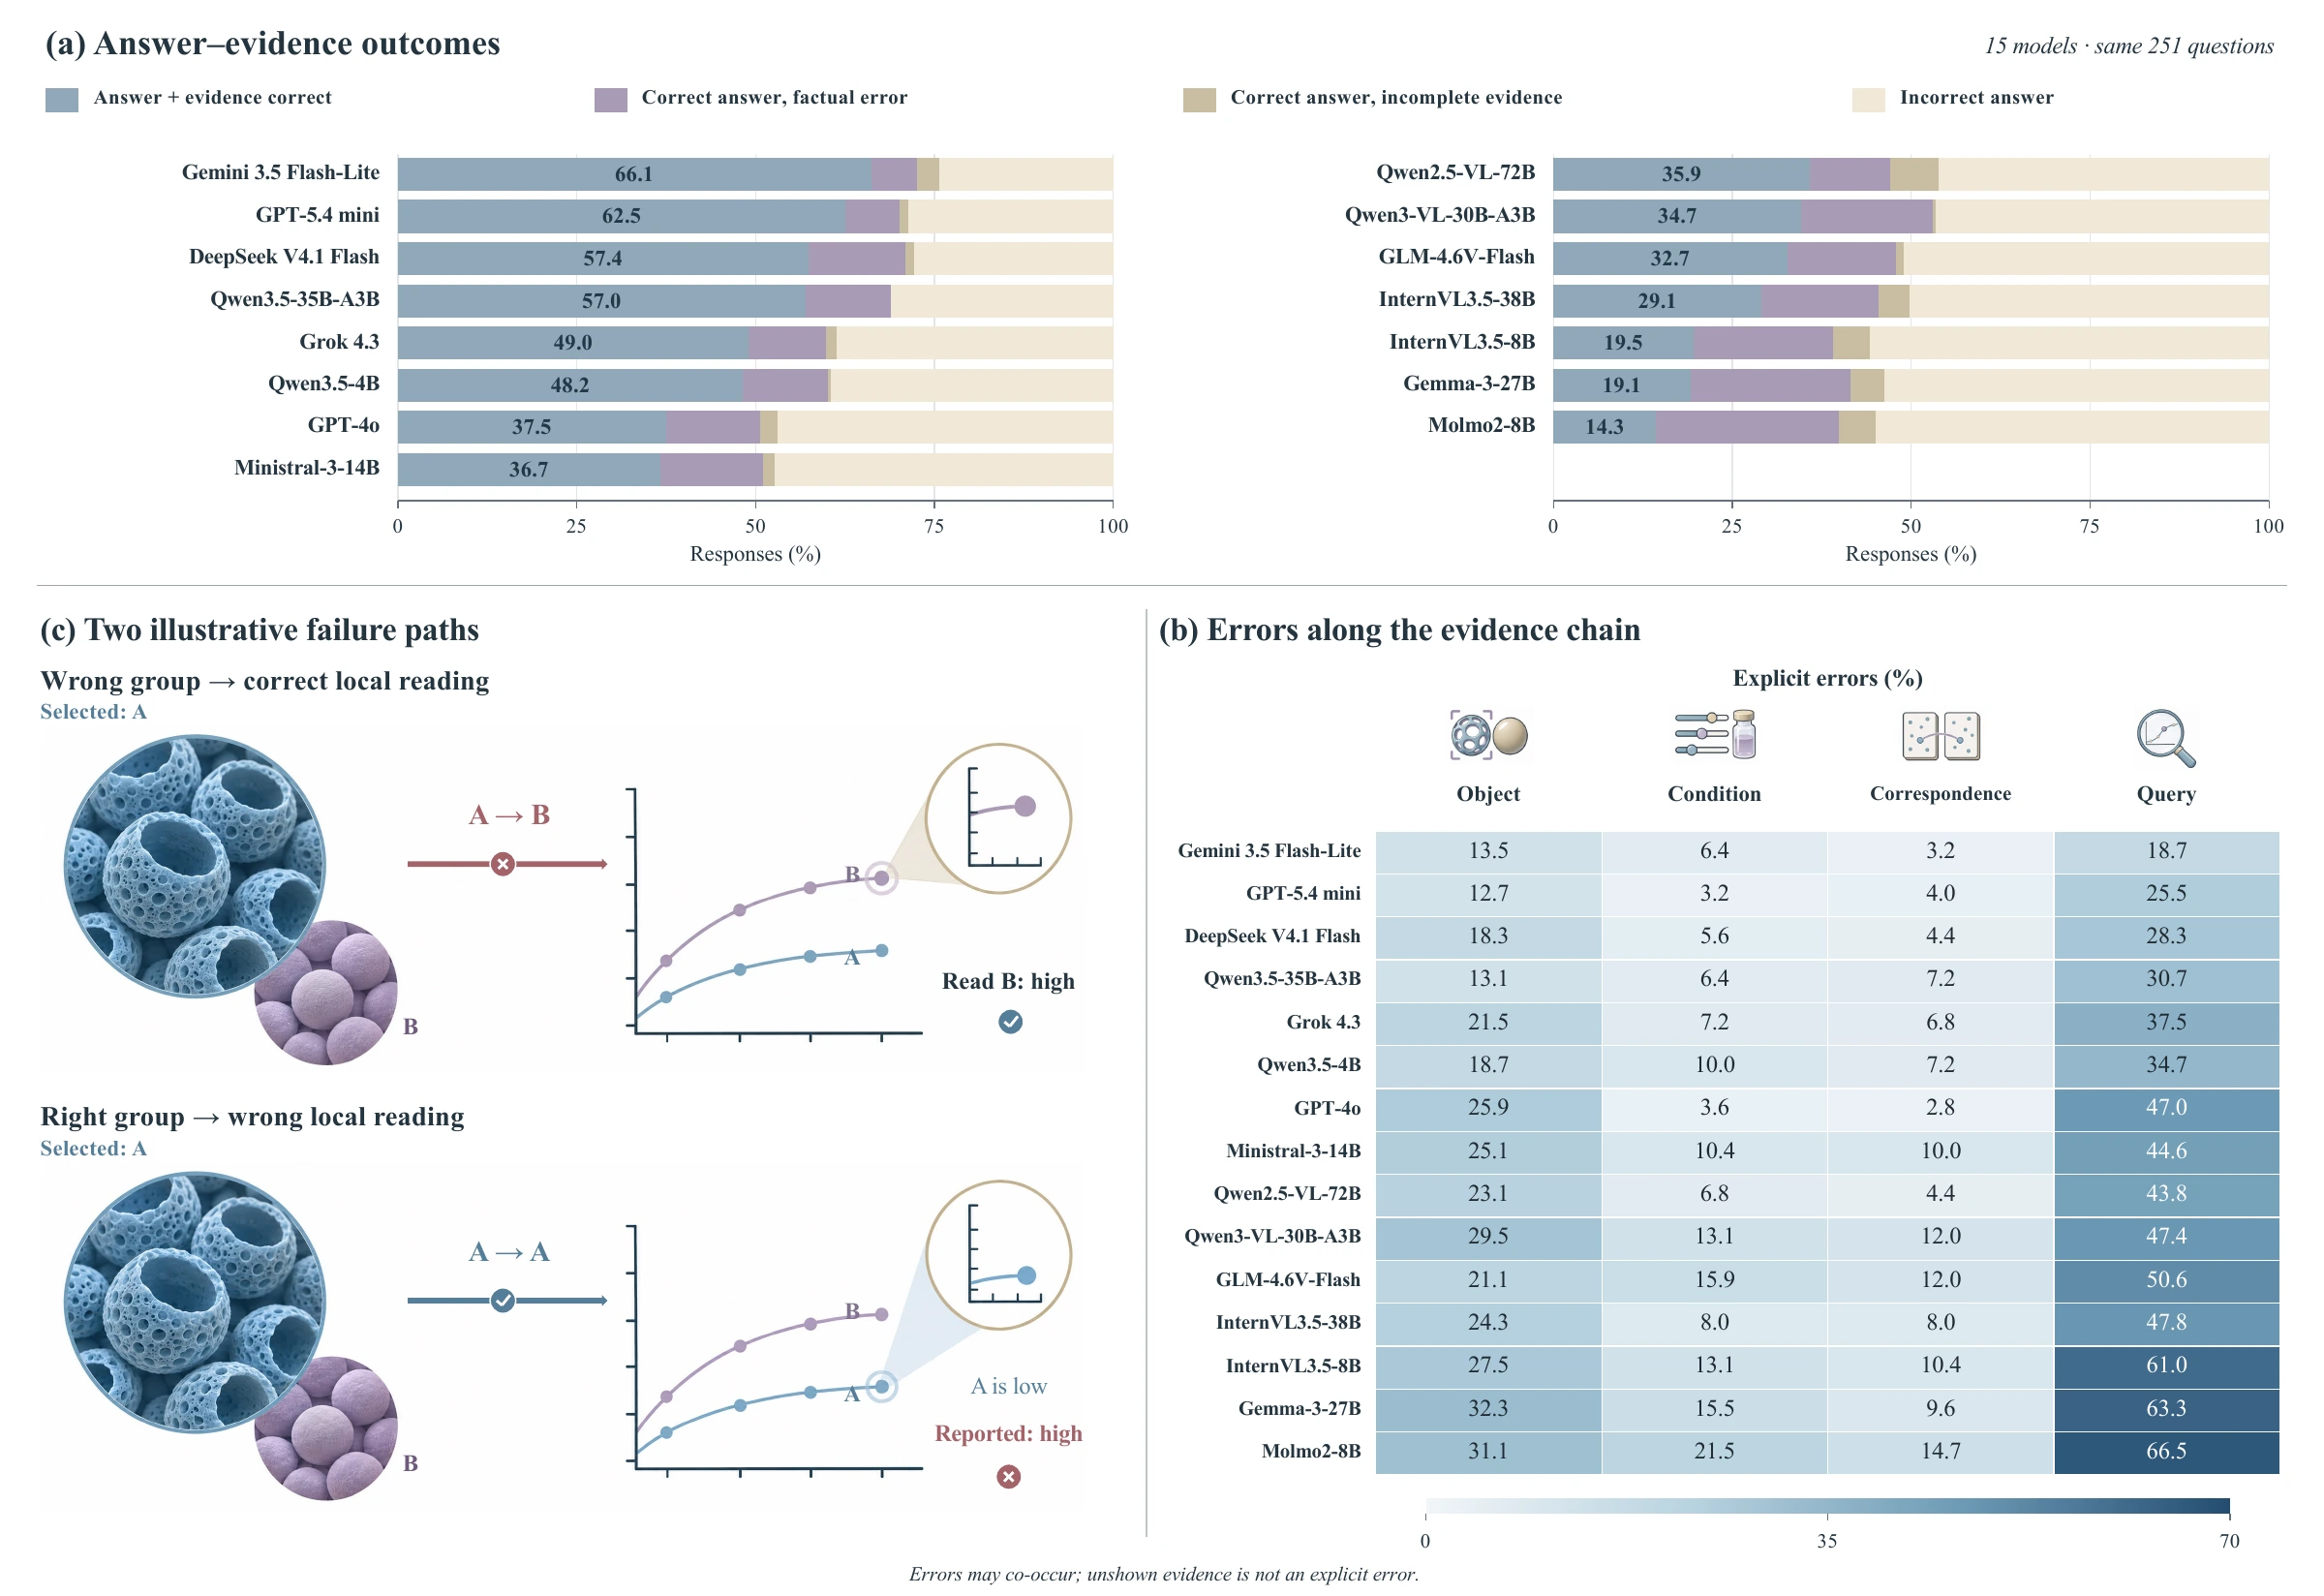 (a) Answer–evidence outcomes
15 models · same 251 questions
Answer + evidence correct
Correct answer, factual error
Correct answer, incomplete evidence
Incorrect answer
Gemini 3.5 Flash-Lite 66.1
GPT-5.4 mini 62.5
DeepSeek V4.1 Flash 57.4
Qwen3.5-35B-A3B 57.0
Grok 4.3 49.0
Qwen3.5-4B 48.2
GPT-4o 37.5
Ministral-3-14B 36.7
0 25 50 75 100
Responses (%)
Qwen2.5-VL-72B 35.9
Qwen3-VL-30B-A3B 34.7
GLM-4.6V-Flash 32.7
InternVL3.5-38B 29.1
InternVL3.5-8B 19.5
Gemma-3-27B 19.1
Molmo2-8B 14.3
0 25 50 75 100
Responses (%)
(c) Two illustrative failure paths
Wrong group → correct local reading
Selected: A
A → B
B
A
Read B: high
B
Right group → wrong local reading
Selected: A
A → A
B
A
A is low
Reported: high
B
(b) Errors along the evidence chain
Explicit errors (%)
Object Condition Correspondence Query
Gemini 3.5 Flash-Lite 13.5 6.4 3.2 18.7
GPT-5.4 mini 12.7 3.2 4.0 25.5
DeepSeek V4.1 Flash 18.3 5.6 4.4 28.3
Qwen3.5-35B-A3B 13.1 6.4 7.2 30.7
Grok 4.3 21.5 7.2 6.8 37.5
Qwen3.5-4B 18.7 10.0 7.2 34.7
GPT-4o 25.9 3.6 2.8 47.0
Ministral-3-14B 25.1 10.4 10.0 44.6
Qwen2.5-VL-72B 23.1 6.8 4.4 43.8
Qwen3-VL-30B-A3B 29.5 13.1 12.0 47.4
GLM-4.6V-Flash 21.1 15.9 12.0 50.6
InternVL3.5-38B 24.3 8.0 8.0 47.8
InternVL3.5-8B 27.5 13.1 10.4 61.0
Gemma-3-27B 32.3 15.5 9.6 63.3
Molmo2-8B 31.1 21.5 14.7 66.5
0 35 70
Errors may co-occur; unshown evidence is not an explicit error.